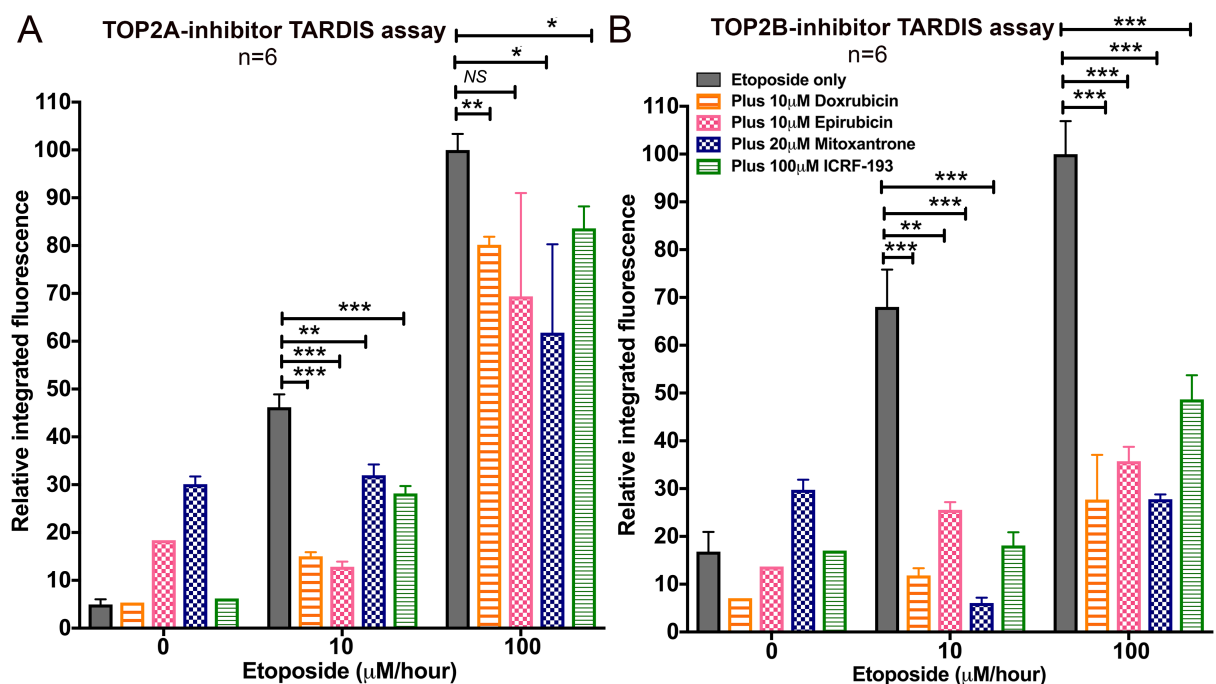 A
TOP2A-inhibitor TARDIS assay
n=6
Relative integrated fluorescence
110
100
90
80
70
60
50
40
30
20
10
0
***
**
***
***
*
*
NS
**
0
10
100
Etoposide (μM/hour)
B
TOP2B-inhibitor TARDIS assay
n=6
Etoposide only
Plus 10μM Doxrubicin
Plus 10μM Epirubicin
Plus 20μM Mitoxantrone
Plus 100μM ICRF-193
Relative integrated fluorescence
110
100
90
80
70
60
50
40
30
20
10
0
***
***
**
***
***
***
***
***
0
10
100
Etoposide (μM/hour)